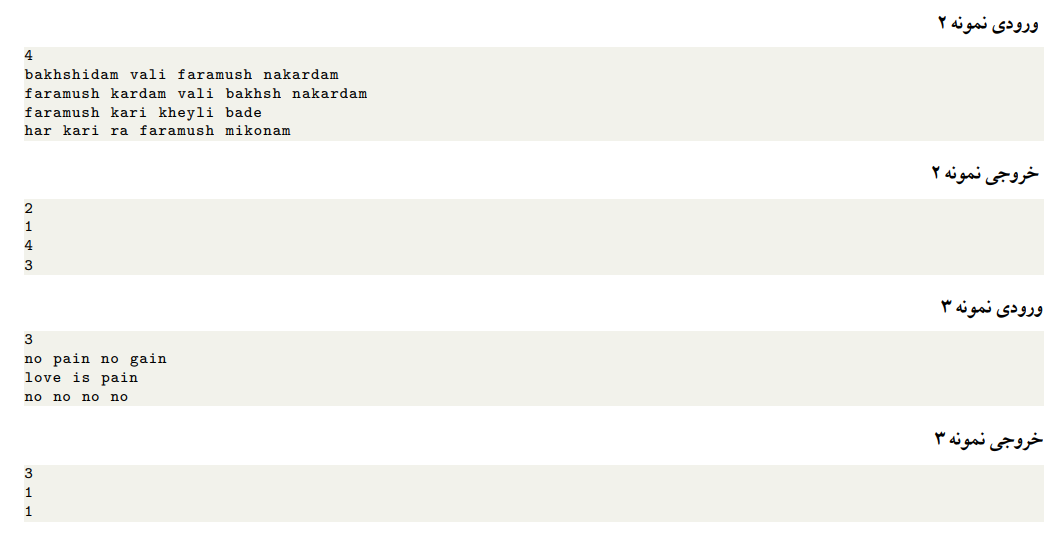 ورودی نمونه ۲
4
bakhshidam vali faramush nakardam
faramush kardam vali bakhsh nakardam
faramush kari kheyli bade
har kari ra faramush mikonam
خروجی نمونه ۲
2
1
4
3
ورودی نمونه ۳
3
no pain no gain
love is pain
no no no no
خروجی نمونه ۳
3
1
1